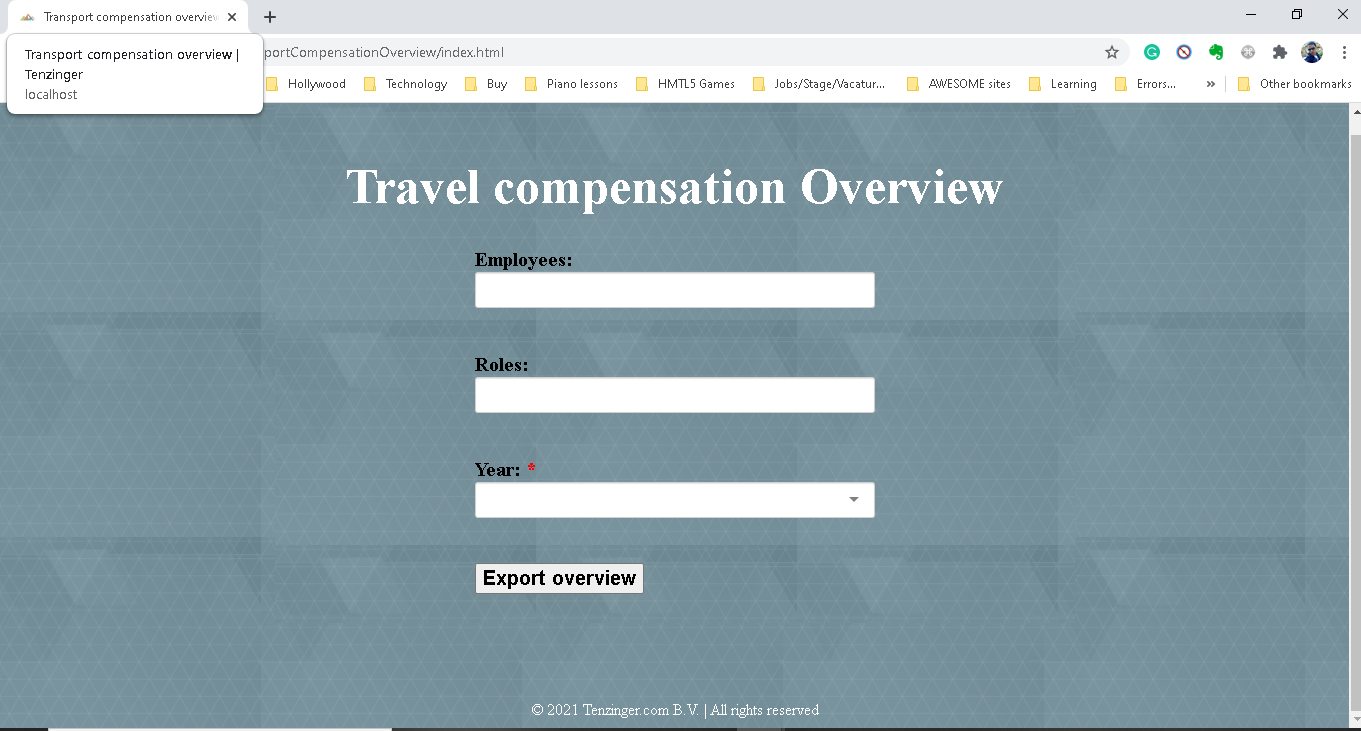 Transport compensation overview
Transport compensation overview |
Tenzinger
localhost
portCompensationOverview/index.html
Hollywood
Technology
Buy
Piano lessons
HMTL5 Games
Jobs/Stage/Vacatur...
AWESOME sites
Learning
Errors...
»
Other bookmarks
Travel compensation Overview
Employees:
Roles:
Year: *
Export overview
© 2021 Tenzinger.com B.V. | All rights reserved